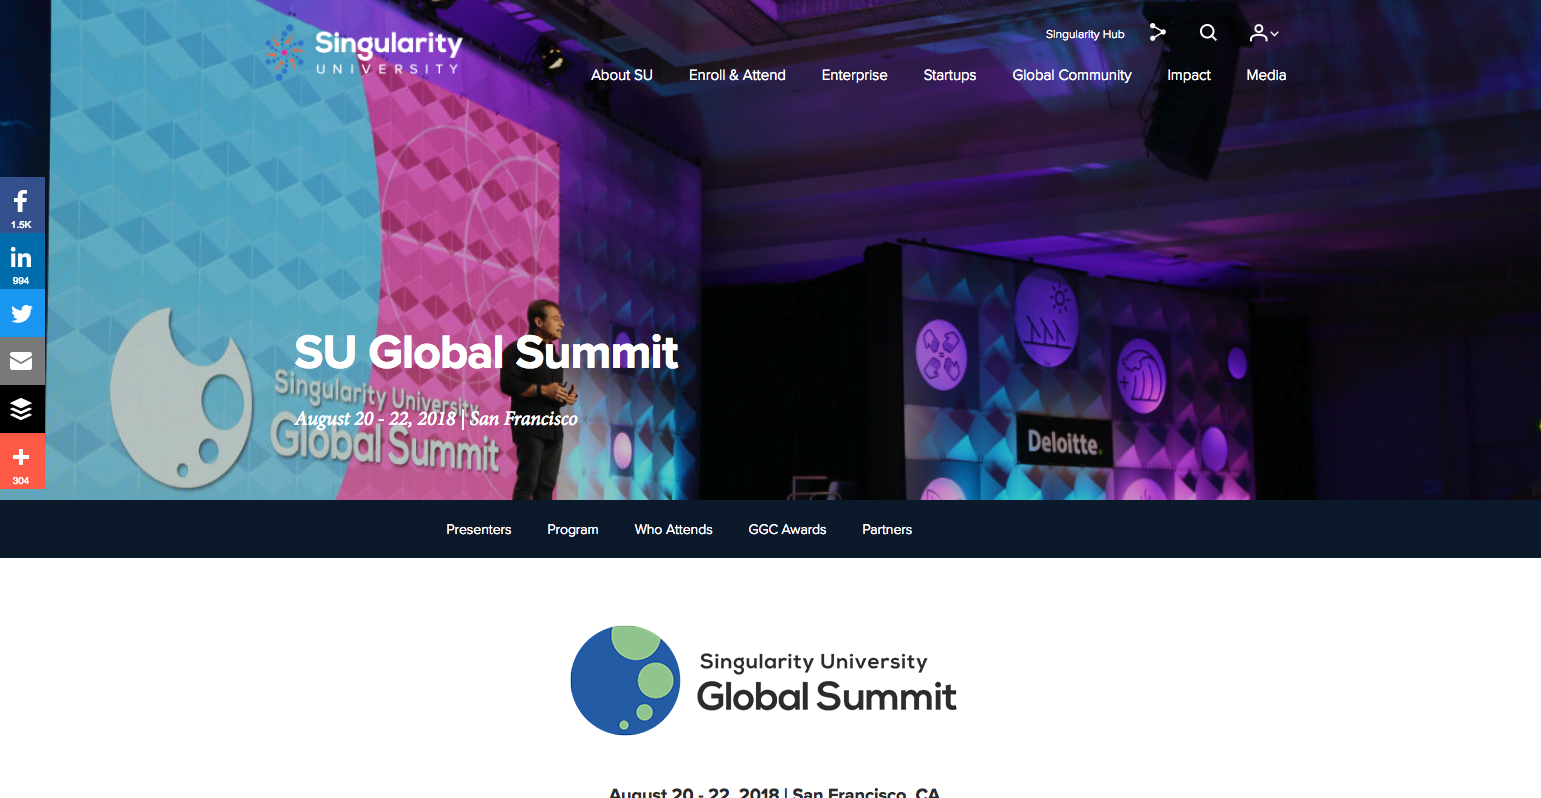 Singularity
UNIVERSITY
Singularity Hub
About SU
Enroll & Attend
Enterprise
Startups
Global Community
Impact
Media
1.5K
in
994
304
SU Global Summit
August 20 - 22, 2018 | San Francisco
Singularity University
Global Summit
Deloitte.
Presenters
Program
Who Attends
GGC Awards
Partners
Singularity University
Global Summit
August 20 - 22, 2018 | San Francisco, CA